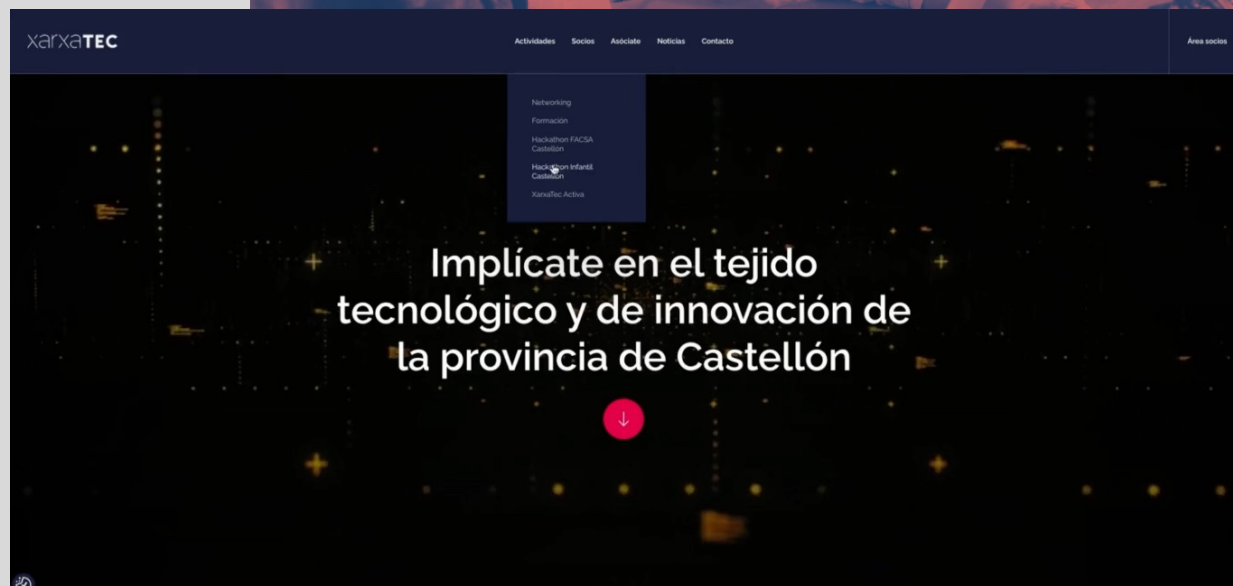 xarxaTEC
Actividades Socios Asóciate Noticias Contacto
Área socios
Networking
Formación
Hackathon FACSA
Castellón
Hackathon Infantil
Castellón
XarxaTec Activa
Implícate en el tejido
tecnológico y de innovación de
la provincia de Castellón